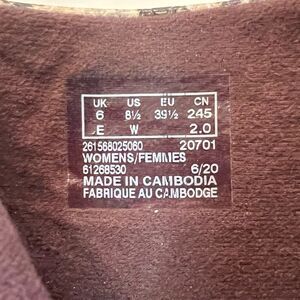 UK US EU CN
6 8½ 39½ 245
E W 2.0
261568025060 20701
WOMENS/FEMMES
61268530 6/20
MADE IN CAMBODIA
FABRIQUE AU CAMBODGE